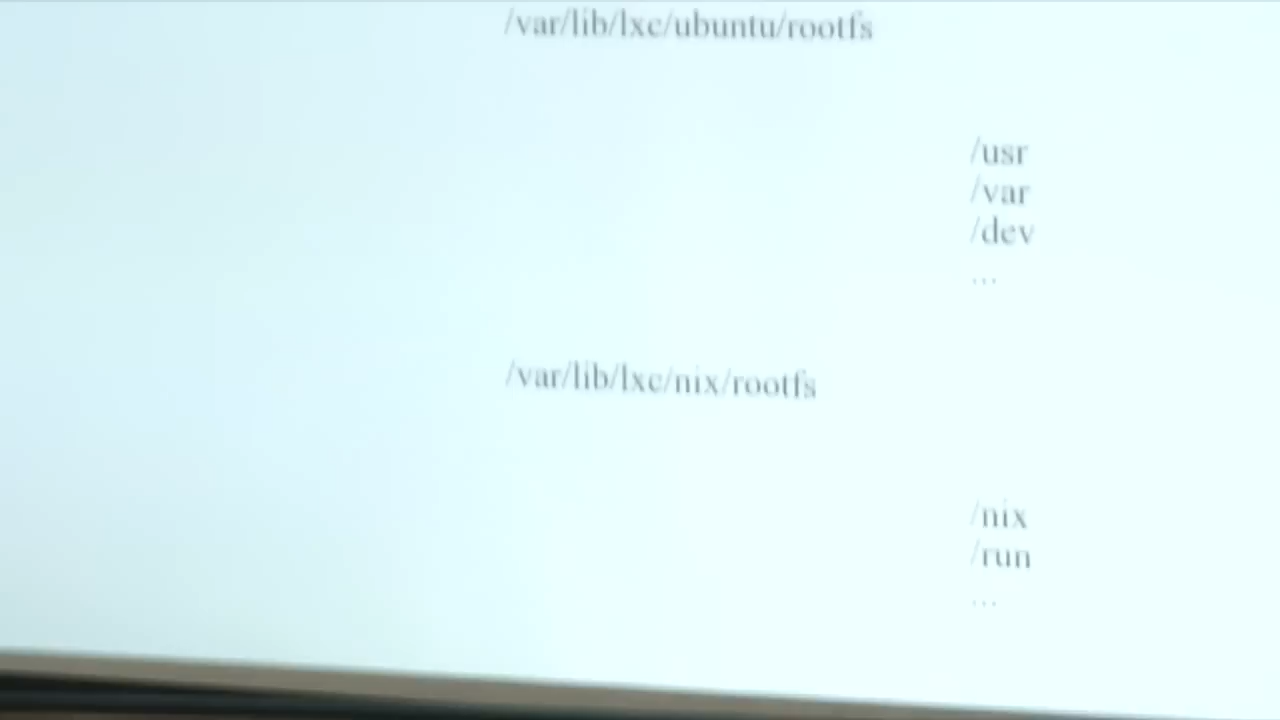 /var/lib/lxc/ubuntu/rootfs
/usr
/var
/dev
...
/var/lib/lxc/nix/rootfs
/nix
/run
...